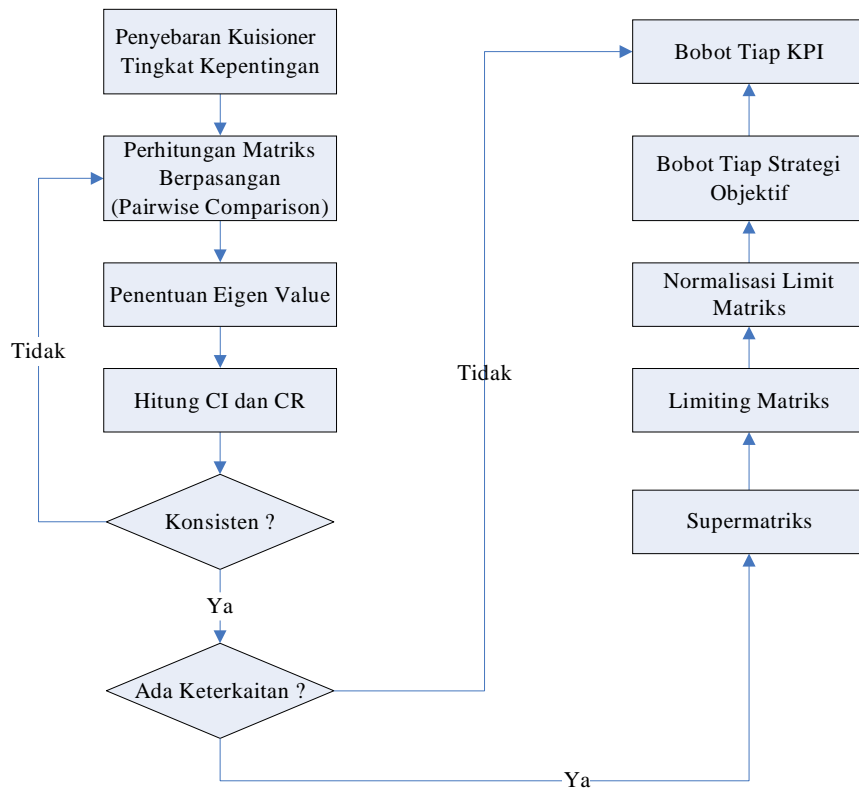 Penyebaran Kuisioner
Tingkat Kepentingan
Perhitungan Matriks
Berpasangan
(Pairwise Comparison)
Penentuan Eigen Value
Tidak
Hitung CI dan CR
Konsisten ?
Ya
Ada Keterkaitan ?
Tidak
Ya
Bobot Tiap KPI
Bobot Tiap Strategi
Objektif
Normalisasi Limit
Matriks
Limiting Matriks
Supermatriks